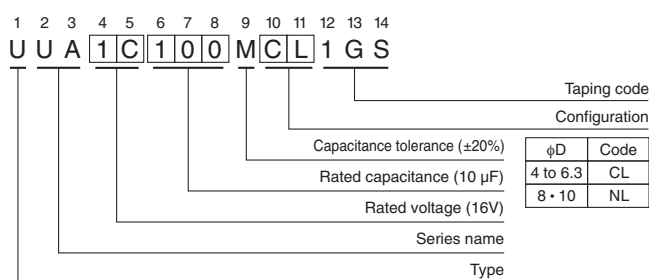 1 2 3 4 5 6 7 8 9 10 11 12 13 14
U U A 1 C 1 0 0 M C L 1 G S
Taping code
Configuration
Capacitance tolerance (±20%)
Rated capacitance (10 µF)
Rated voltage (16V)
Series name
Type
ϕD Code
4 to 6.3 CL
8 • 10 NL